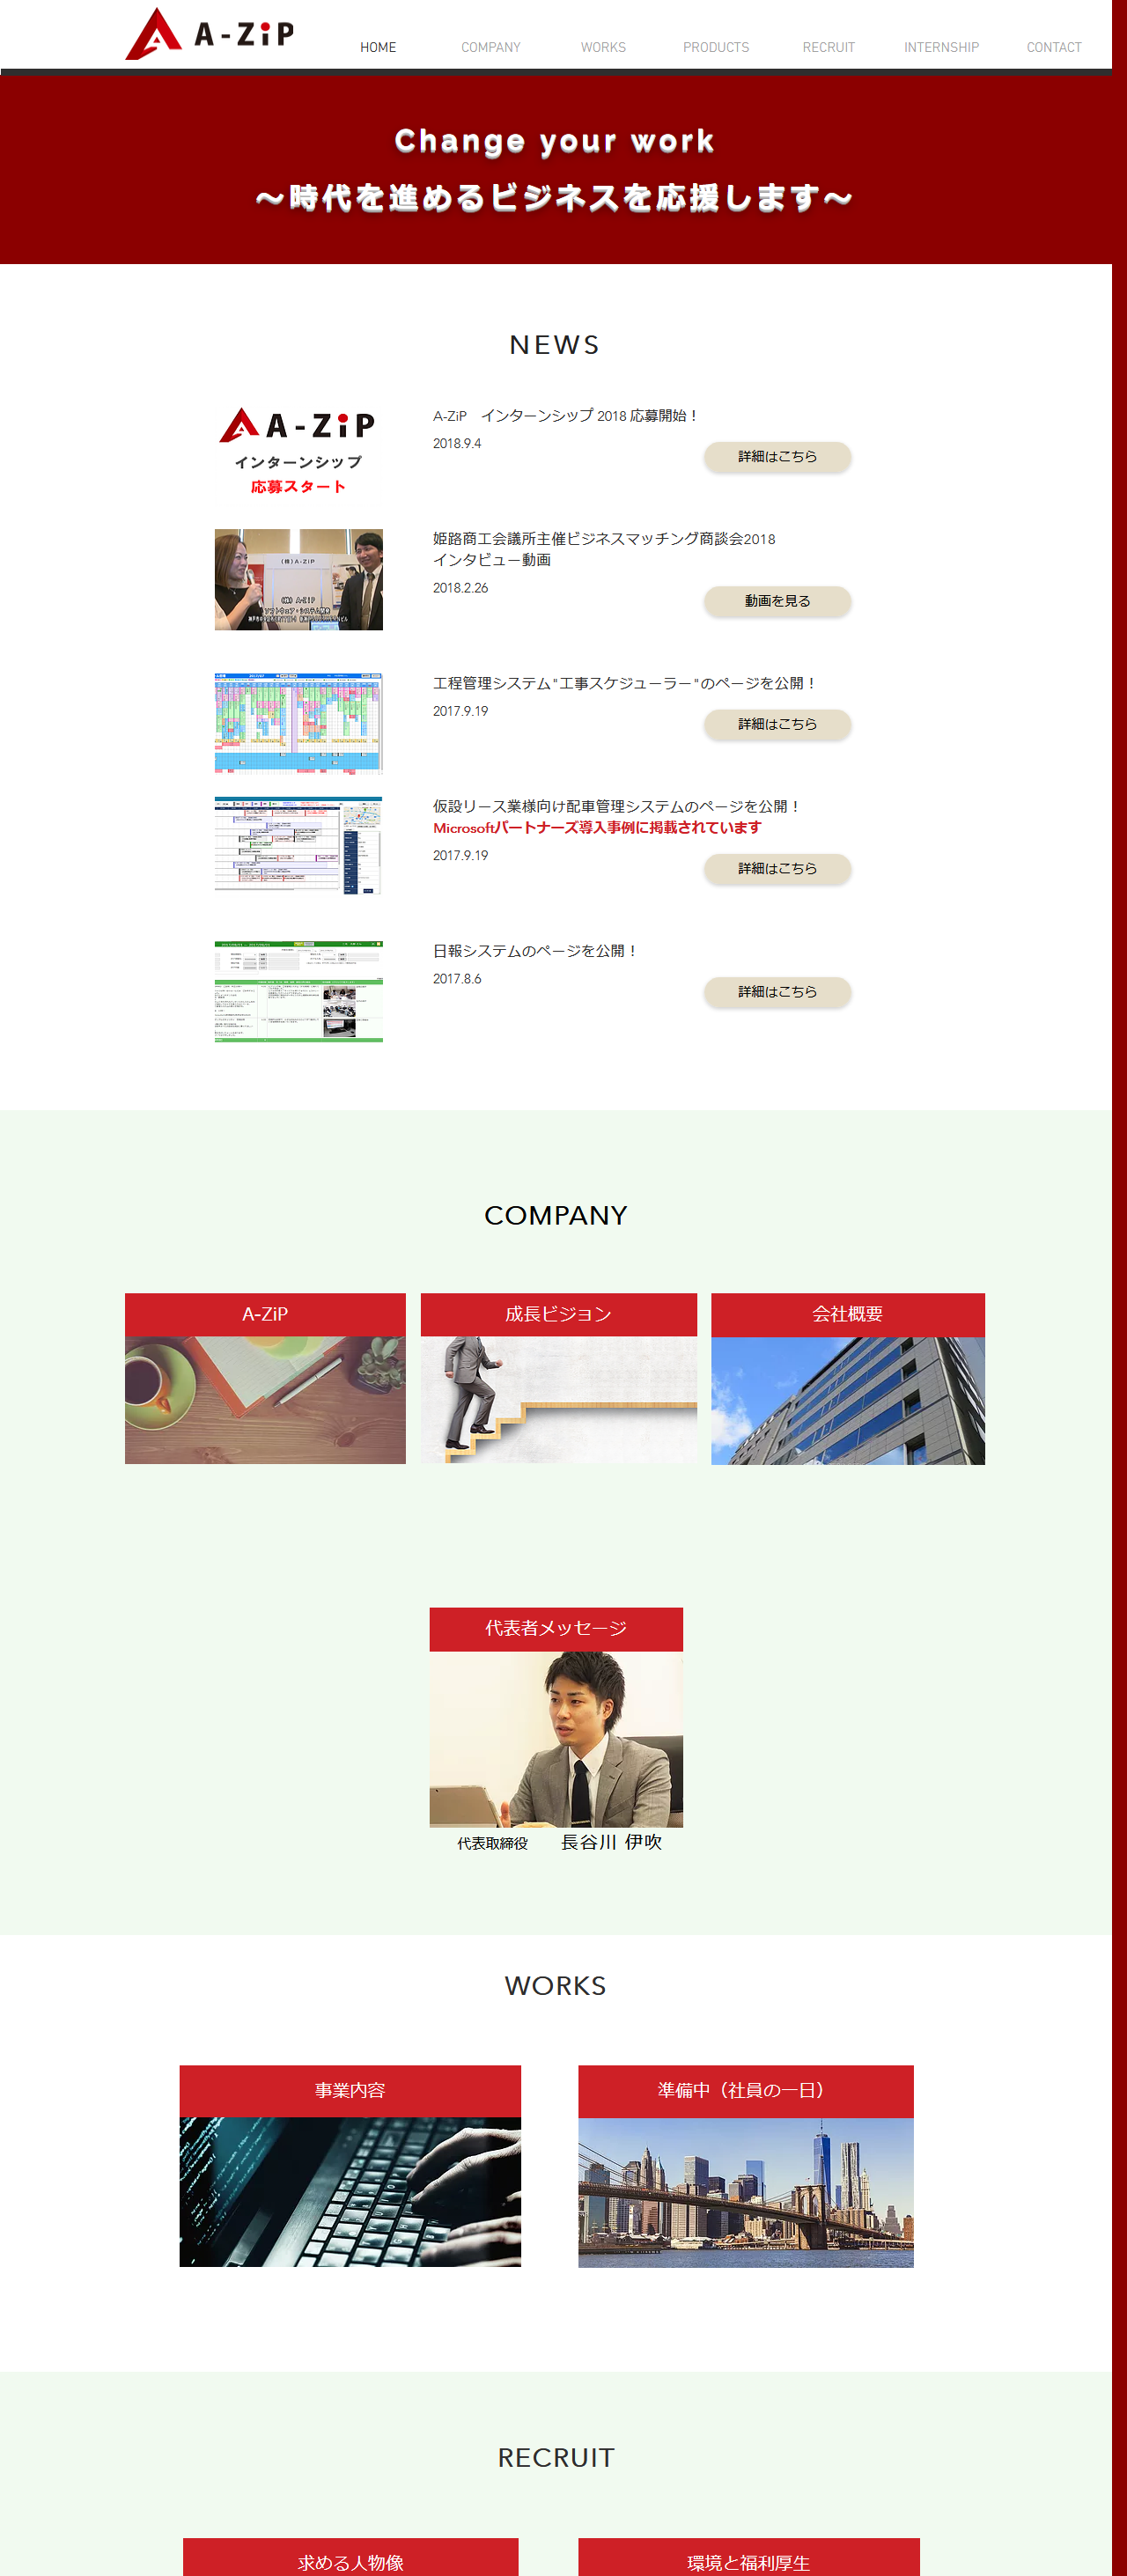 A-ZiP
HOME
COMPANY
WORKS
PRODUCTS
RECRUIT
INTERNSHIP
CONTACT
Change your work
～時代を進めるビジネスを応援します～
NEWS
A-ZiP
インターンシップ
応募スタート
A-ZiP　インターンシップ 2018 応募開始！
2018.9.4
詳細はこちら
(株)A-ZiP
(株) A-ZiP
ソフトウェア・システム開発
姫路商工会議所主催ビジネスマッチング商談会2018
インタビュー動画
2018.2.26
動画を見る
工程管理システム"工事スケジューラー"のページを公開！
2017.9.19
詳細はこちら
仮設リース業様向け配車管理システムのページを公開！
Microsoftパートナーズ導入事例に掲載されています
2017.9.19
詳細はこちら
日報システムのページを公開！
2017.8.6
詳細はこちら
COMPANY
A-ZiP
成長ビジョン
会社概要
代表者メッセージ
代表取締役　　長谷川 伊吹
WORKS
事業内容
準備中（社員の一日）
RECRUIT
求める人物像
環境と福利厚生